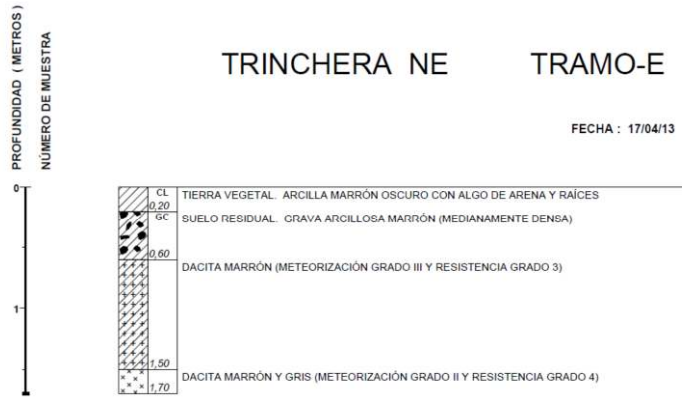 PROFUNDIDAD ( METROS )
NÚMERO DE MUESTRA
TRINCHERA NE TRAMO-E
FECHA : 17/04/13
0
CL TIERRA VEGETAL. ARCILLA MARRÓN OSCURO CON ALGO DE ARENA Y RAÍCES
0,20
GC SUELO RESIDUAL. GRAVA ARCILLOSA MARRÓN (MEDIANAMENTE DENSA)
0,60
DACITA MARRÓN (METEORIZACIÓN GRADO III Y RESISTENCIA GRADO 3)
1
1,50
DACITA MARRÓN Y GRIS (METEORIZACIÓN GRADO II Y RESISTENCIA GRADO 4)
1,70